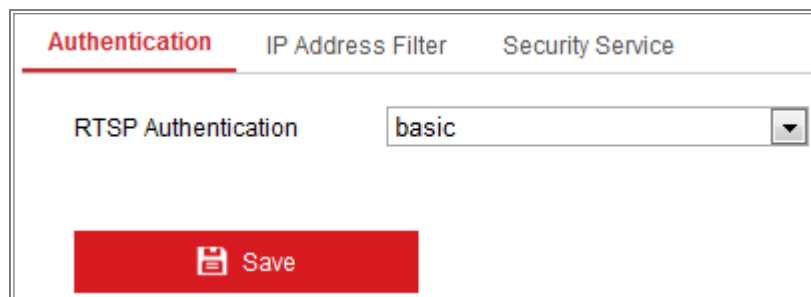 Authentication IP Address Filter Security Service
RTSP Authentication basic
Save